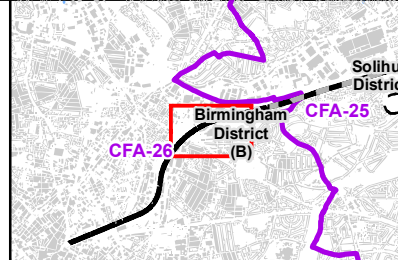 Solihu
Distric
CFA-25
Birmingham
District
(B)
CFA-26